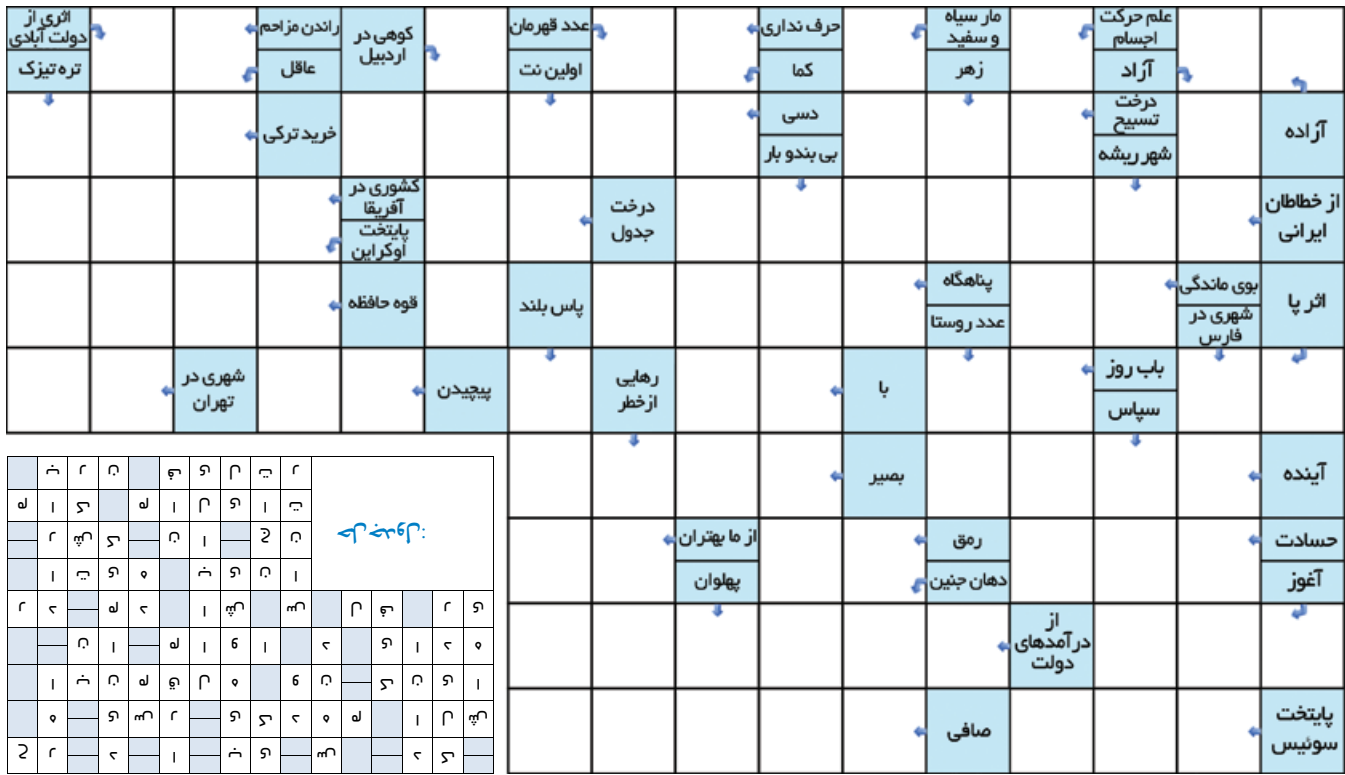 علم حرکت
اجسام
آزاد
مار سیاه
و سفید
زهر
حرف نداری
کما
عدد قهرمان
اولین نت
کوهی در
اردبیل
راندن مزاحم
عاقل
اثری از
دولت آبادی
تره تیزک
آزاده
درخت
تسبیح
شهر ریشه
دسی
بی بندو بار
خرید ترکی
از خطاطان
ایرانی
درخت
جدول
کشوری در
آفریقا
پایتخت
اوکراین
اثر پا
بوی ماندگی
شهری در
فارس
پناهگاه
عدد روستا
پاس بلند
قوه حافظه
باب روز
سپاس
با
رهایی
ازخطر
پیچیدن
شهری در
تهران
آینده
بصیر
حسادت
آغوز
رمق
دهان جنین
از ما بهتران
پهلوان
از
درآمدهای
دولت
پایتخت
سوئیس
صافی
حل جدول:
ح ر د ا ب ی س د ک
ه ی س ر ی ک د ه م ا ل ش
ا ب ن م ق ل ه و ن ک ن ی ا
ن ا م ا و ا د ی ا د ه
ر د م د ا ش س ل ف ر ی
ا ت ی ه ب ی ن ا
ر ش ک ن ا ج ن
م ا ک م ا ل ی ا ت
ب ر ن ف ی ل ت ر